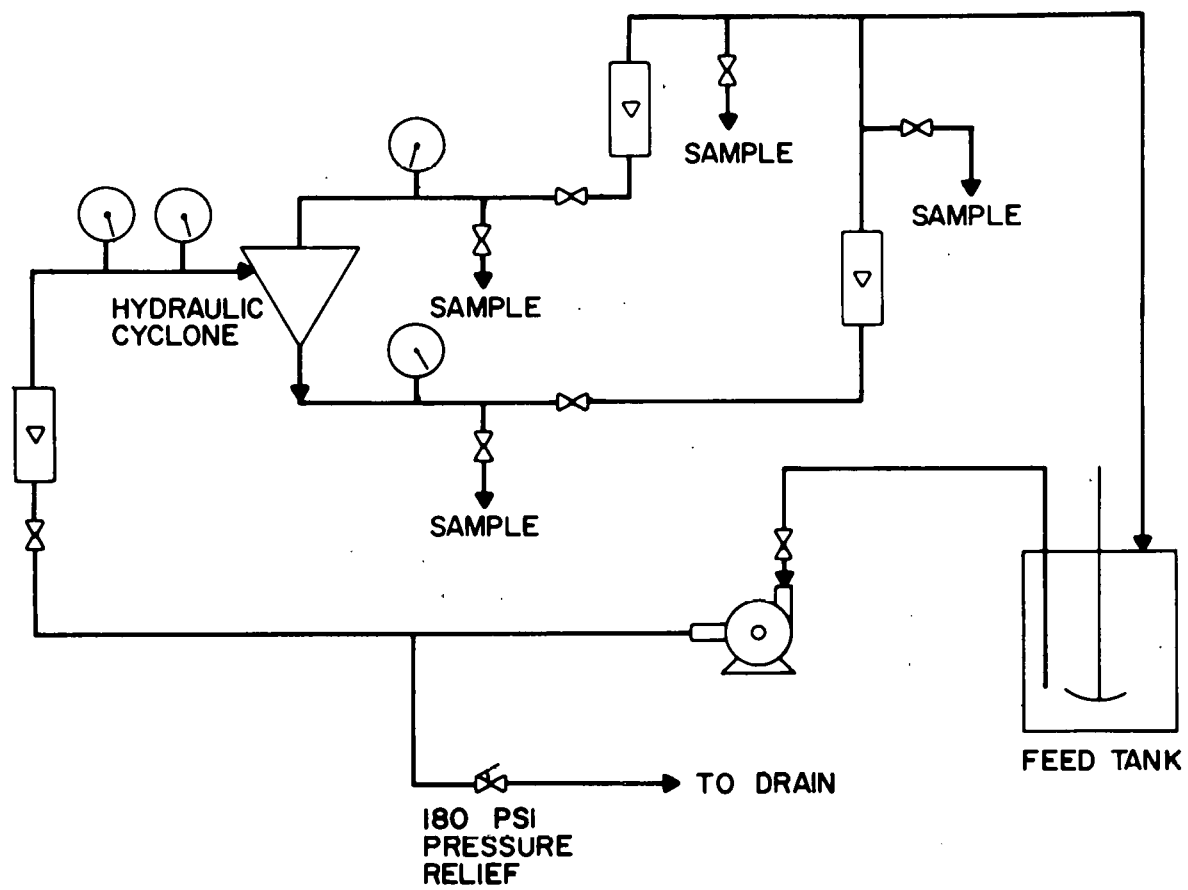 SAMPLE
SAMPLE
HYDRAULIC
CYCLONE
SAMPLE
SAMPLE
FEED TANK
TO DRAIN
180 PSI
PRESSURE
RELIEF